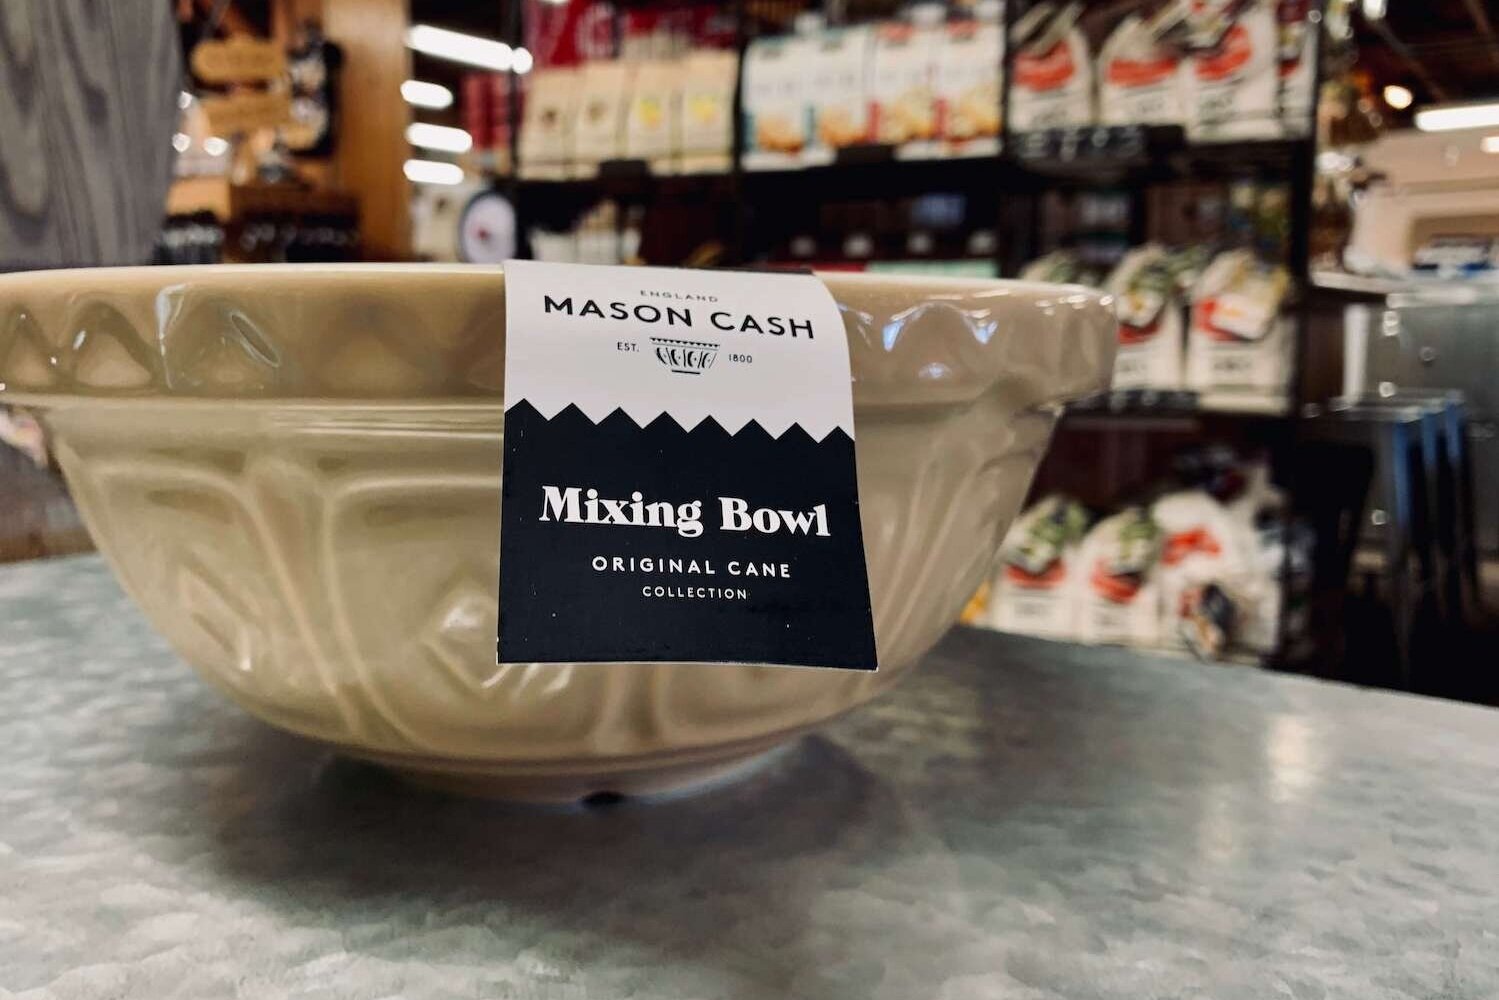 ENGLAND
MASON CASH
EST. 1800
Mixing Bowl
ORIGINAL CANE
COLLECTION